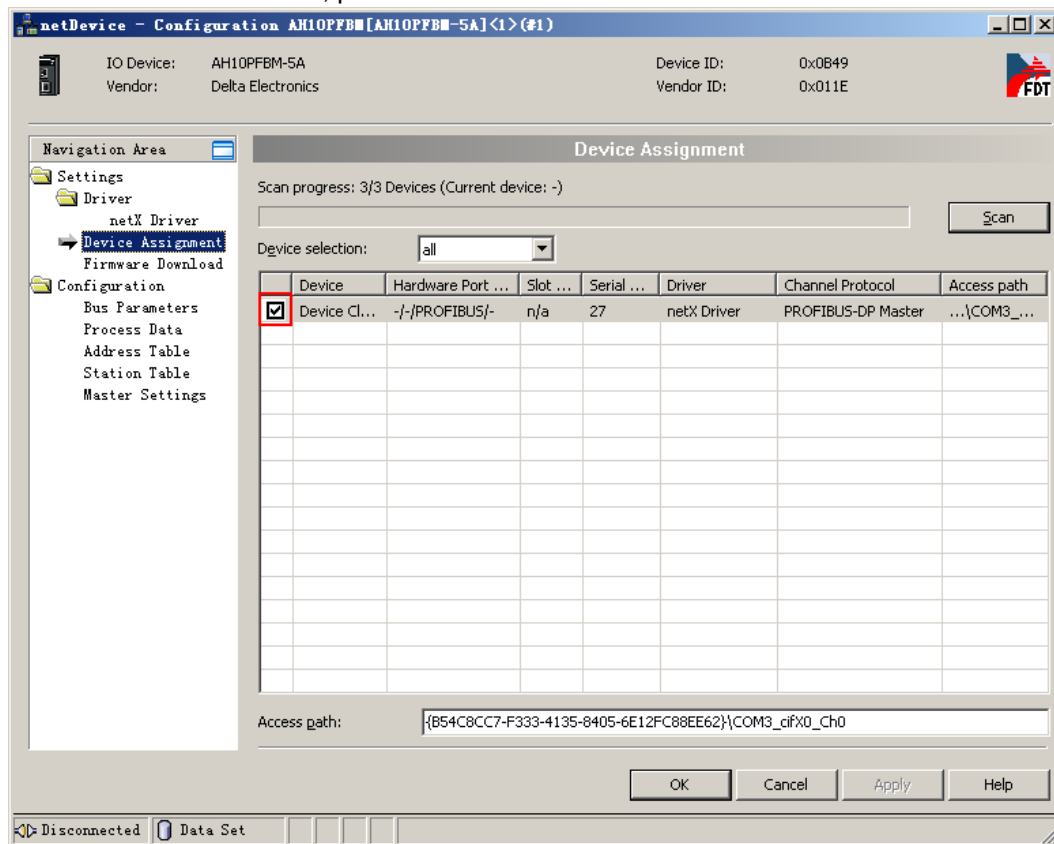 netDevice - Configuration AH10PFBM[AH10PFBM-5A]<1>(#1)
IO Device: AH10PFBM-5A Device ID: 0x0B49
Vendor: Delta Electronics Vendor ID: 0x011E
FDT
Navigation Area
Settings
Driver
netX Driver
Device Assignment
Firmware Download
Configuration
Bus Parameters
Process Data
Address Table
Station Table
Master Settings
Device Assignment
Scan progress: 3/3 Devices (Current device: -)
Scan
Device selection: all
Device Hardware Port ... Slot ... Serial ... Driver Channel Protocol Access path
Device Cl... -/-/PROFIBUS/- n/a 27 netX Driver PROFIBUS-DP Master ...\COM3_...
Access path: {B54C8CC7-F333-4135-8405-6E12FC88EE62}\COM3_cifX0_Ch0
OK Cancel Apply Help
Disconnected Data Set